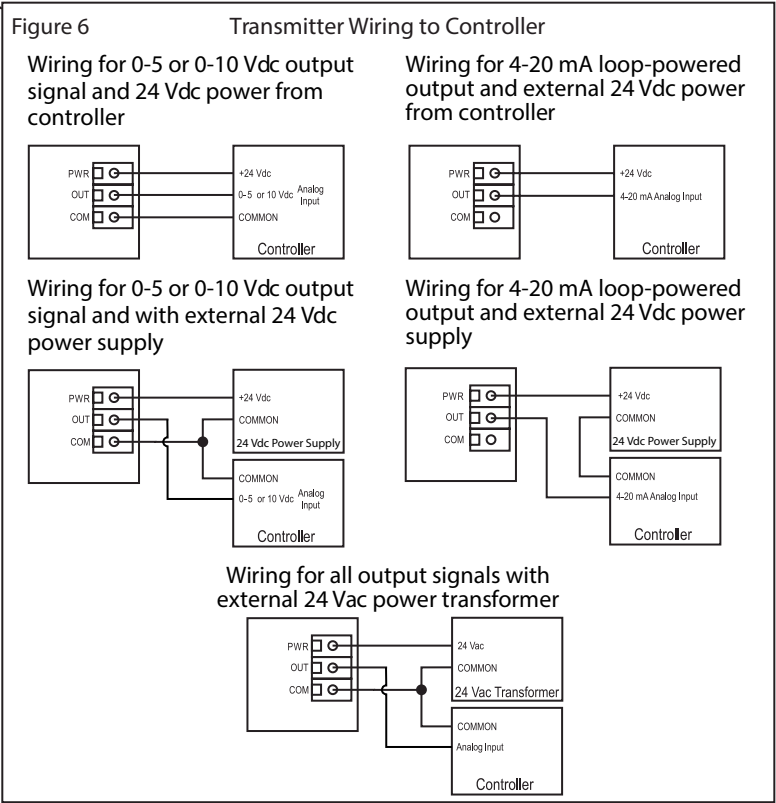 Figure 6
Transmitter Wiring to Controller
Wiring for 0-5 or 0-10 Vdc output
signal and 24 Vdc power from
controller
PWR
OUT
COM
+24 Vdc
0-5 or 10 Vdc Analog
Input
COMMON
Controller
Wiring for 4-20 mA loop-powered
output and external 24 Vdc power
from controller
PWR
OUT
COM
+24 Vdc
4-20 mA Analog Input
Controller
Wiring for 0-5 or 0-10 Vdc output
signal and with external 24 Vdc
power supply
PWR
OUT
COM
+24 Vdc
COMMON
24 Vdc Power Supply
COMMON
0-5 or 10 Vdc Analog
Input
Controller
Wiring for 4-20 mA loop-powered
output and external 24 Vdc power
supply
PWR
OUT
COM
+24 Vdc
COMMON
24 Vdc Power Supply
COMMON
4-20 mA Analog Input
Controller
Wiring for all output signals with
external 24 Vac power transformer
PWR
OUT
COM
24 Vac
COMMON
24 Vac Transformer
COMMON
Analog Input
Controller